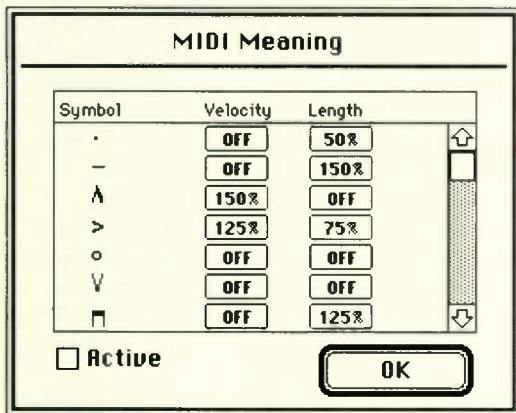 MIDI Meaning
Symbol Velocity Length
. OFF 50%
– OFF 150%
Λ 150% OFF
> 125% 75%
o OFF OFF
V OFF OFF
⊓ OFF 125%
Active
OK